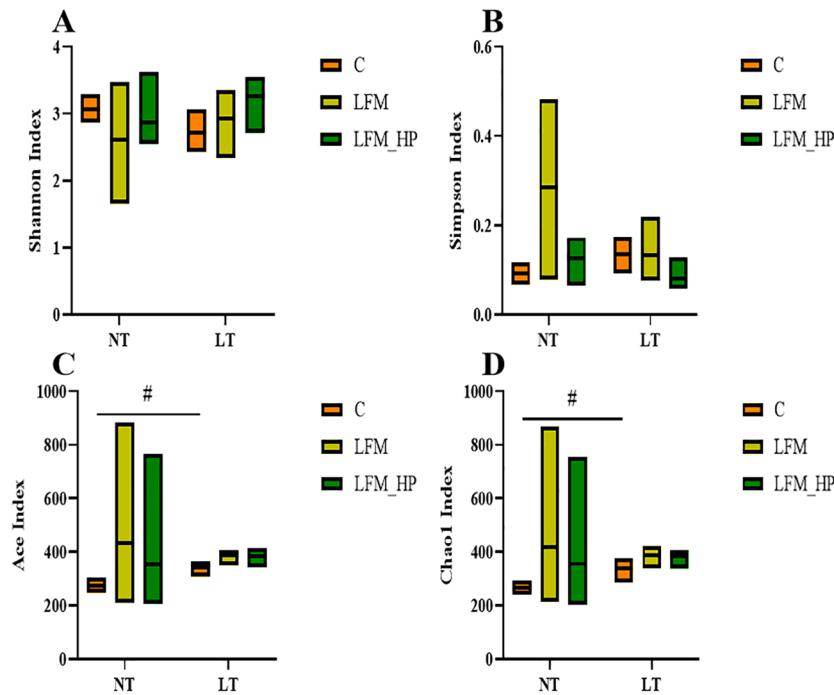 A
Shannon Index
4
3
2
1
0
NT
LT
C
LFM
LFM_HP
B
Simpson Index
0.6
0.4
0.2
0.0
NT
LT
C
LFM
LFM_HP
C
Ace Index
1000
800
600
400
200
0
#
NT
LT
C
LFM
LFM_HP
D
Chao1 Index
1000
800
600
400
200
0
#
NT
LT
C
LFM
LFM_HP